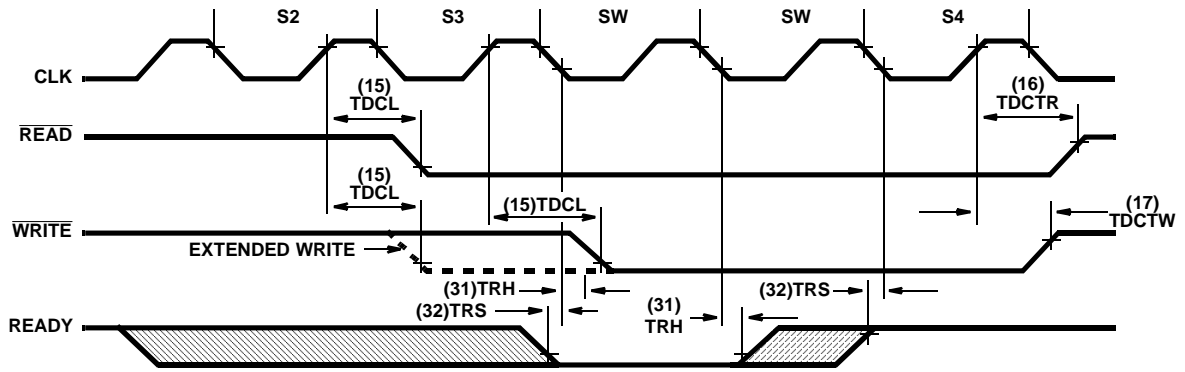 S2 S3 SW SW S4
CLK
(15)
TDCL
(16)
TDCTR
READ
(15)
TDCL
(15)TDCL
(17)
TDCTW
WRITE
EXTENDED WRITE
(31)TRH
(32)TRS
(31)
TRH
(32)TRS
READY